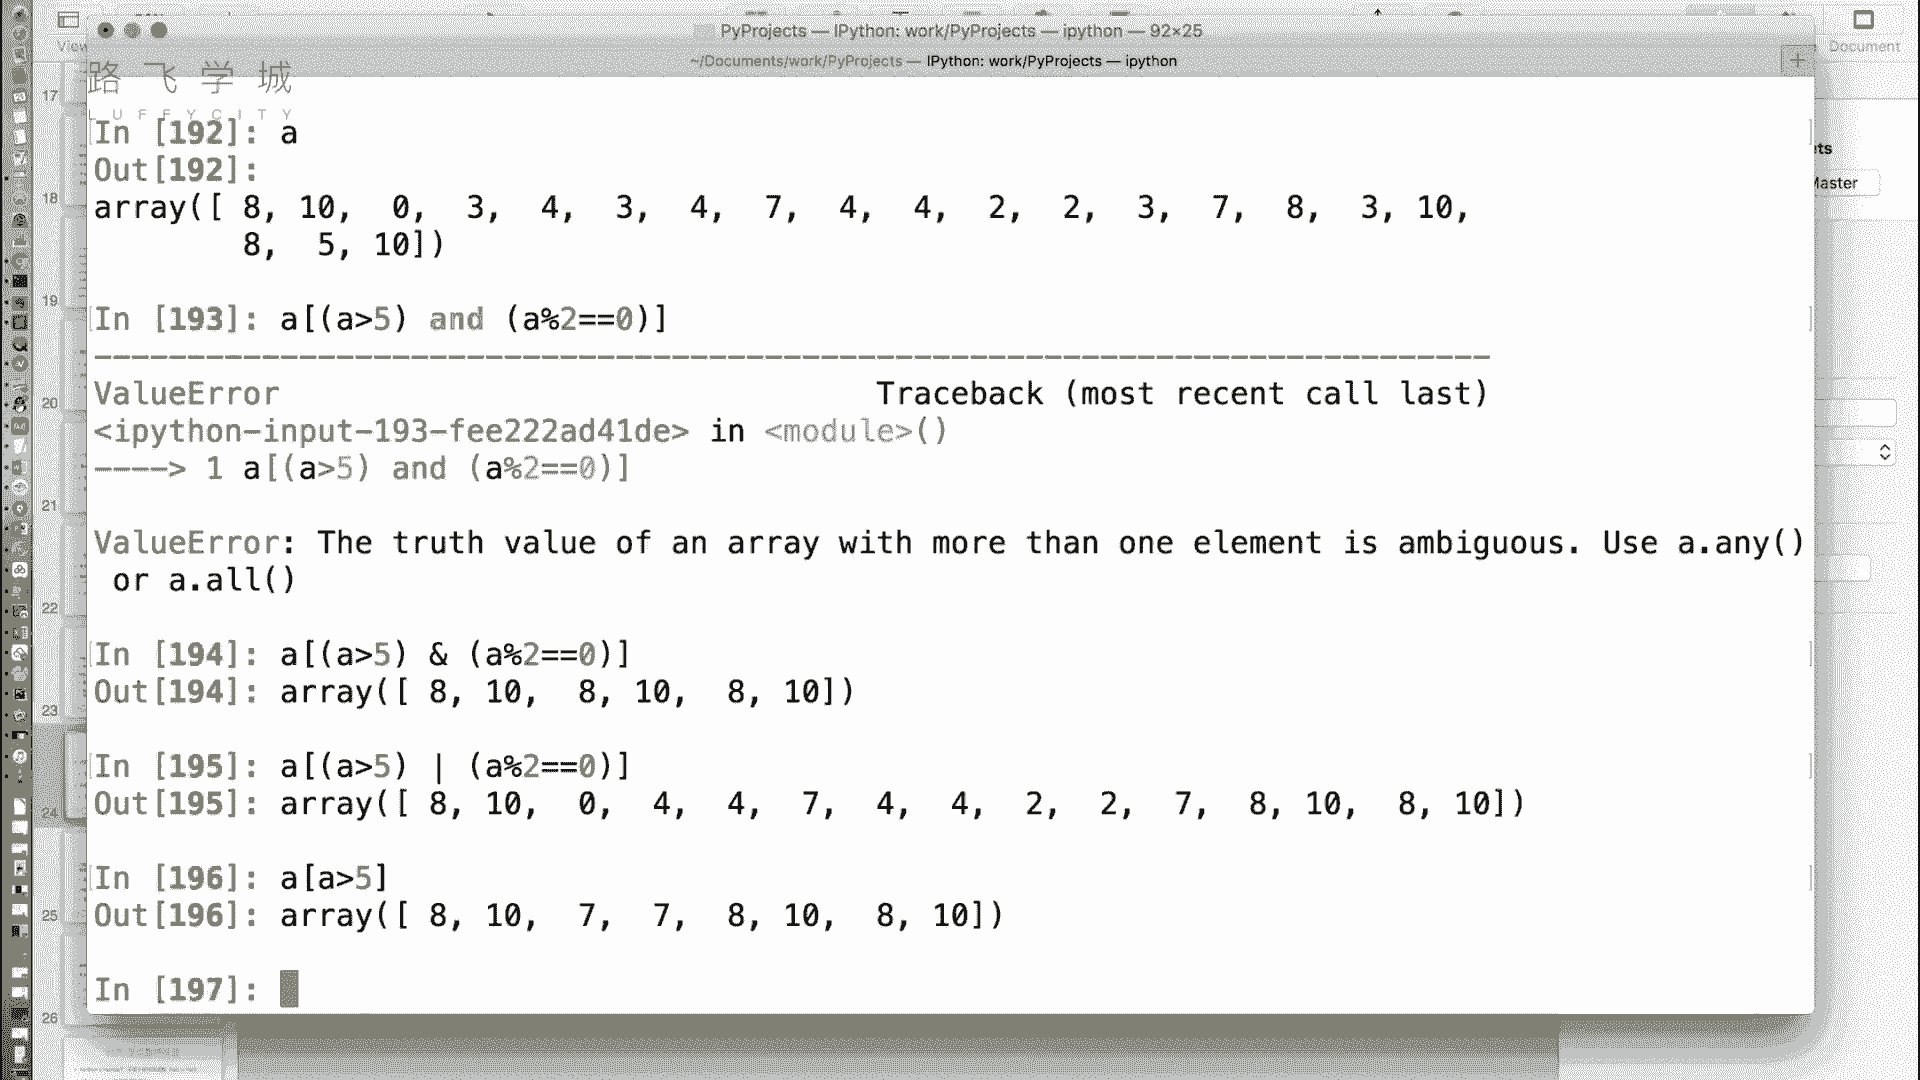 PyProjects — IPython: work/PyProjects — ipython — 92×25
~/Documents/work/PyProjects — IPython: work/PyProjects — ipython
View
Document
路飞学城
LUFFYCITY
In [192]: a
Out[192]:
array([ 8, 10,  0,  3,  4,  3,  4,  7,  4,  4,  2,  2,  3,  7,  8,  3, 10,
        8,  5, 10])
In [193]: a[(a>5) and (a%2==0)]
---------------------------------------------------------------------------
ValueError                                Traceback (most recent call last)
<ipython-input-193-fee222ad41de> in <module>()
----> 1 a[(a>5) and (a%2==0)]
ValueError: The truth value of an array with more than one element is ambiguous. Use a.any()
 or a.all()
In [194]: a[(a>5) & (a%2==0)]
Out[194]: array([ 8, 10,  8, 10,  8, 10])
In [195]: a[(a>5) | (a%2==0)]
Out[195]: array([ 8, 10,  0,  4,  4,  7,  4,  4,  2,  2,  7,  8, 10,  8, 10])
In [196]: a[a>5]
Out[196]: array([ 8, 10,  7,  7,  8, 10,  8, 10])
In [197]:
17
18
19
20
21
22
23
24
25
26